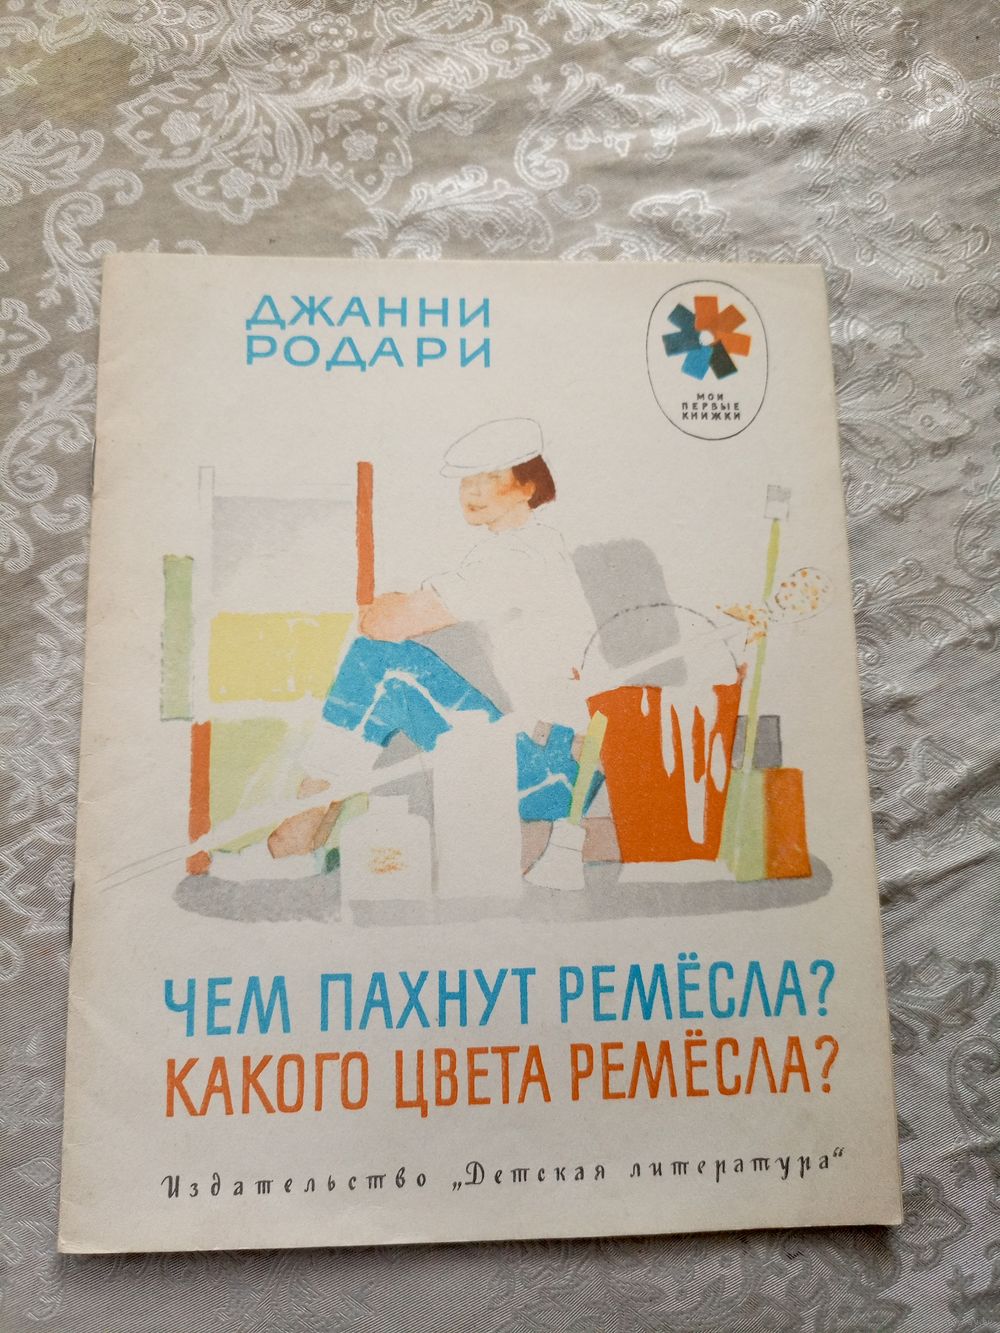 ДЖАННИ
РОДАРИ
МОИ
ПЕРВЫЕ
КНИЖКИ
ЧЕМ ПАХНУТ РЕМЁСЛА?
КАКОГО ЦВЕТА РЕМЁСЛА?
Издательство „Детская литература“